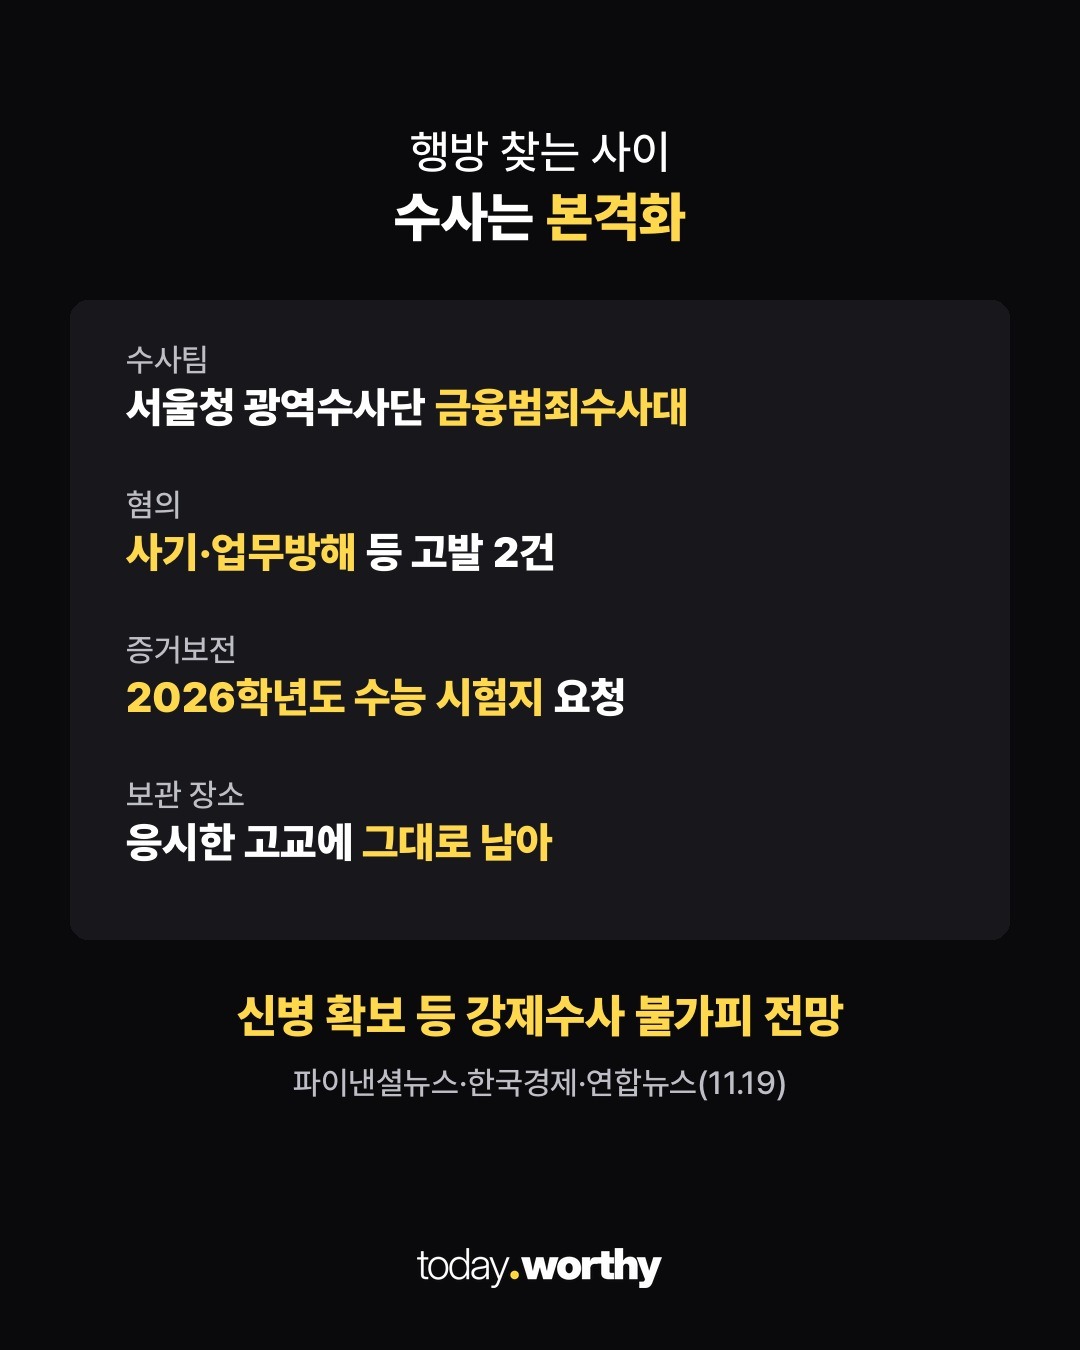 행방 찾는 사이
수사는 본격화
수사팀
서울청 광역수사단 금융범죄수사대
혐의
사기·업무방해 등 고발 2건
증거보전
2026학년도 수능 시험지 요청
보관 장소
응시한 고교에 그대로 남아
신병 확보 등 강제수사 불가피 전망
파이낸셜뉴스·한국경제·연합뉴스(11.19)
today.worthy